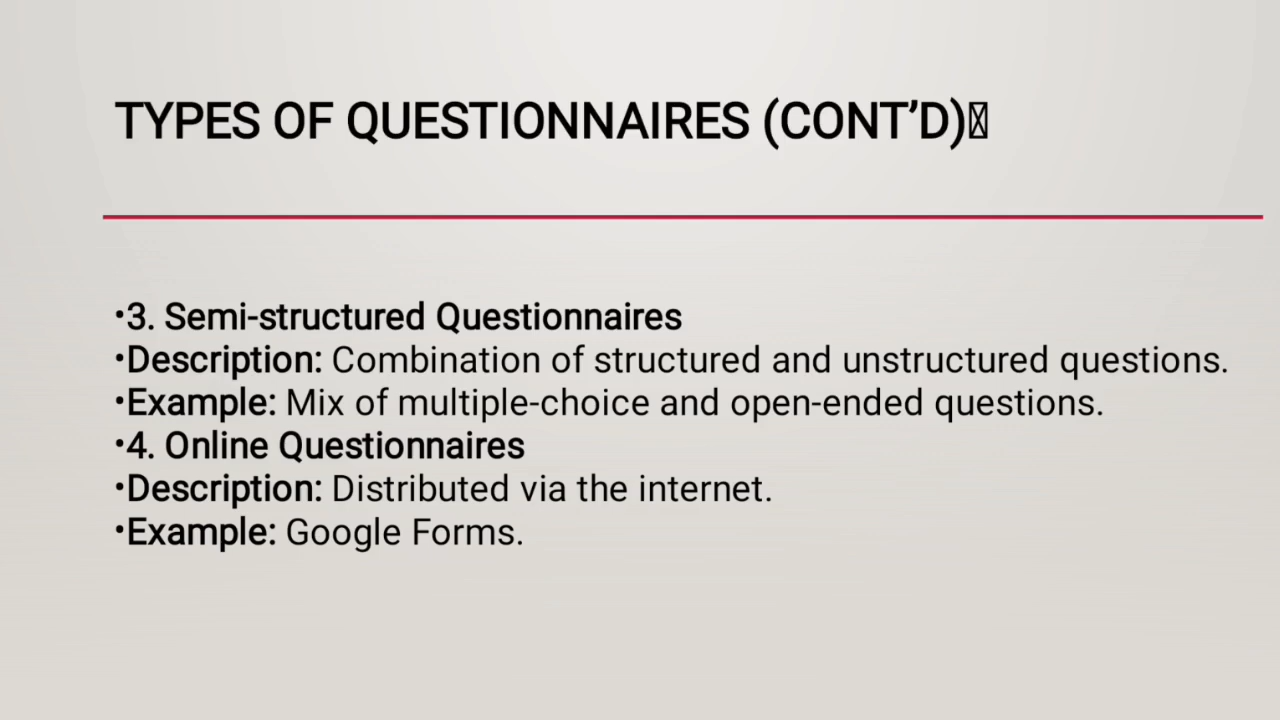 TYPES OF QUESTIONNAIRES (CONT’D)
•3. Semi-structured Questionnaires
•Description: Combination of structured and unstructured questions.
•Example: Mix of multiple-choice and open-ended questions.
•4. Online Questionnaires
•Description: Distributed via the internet.
•Example: Google Forms.